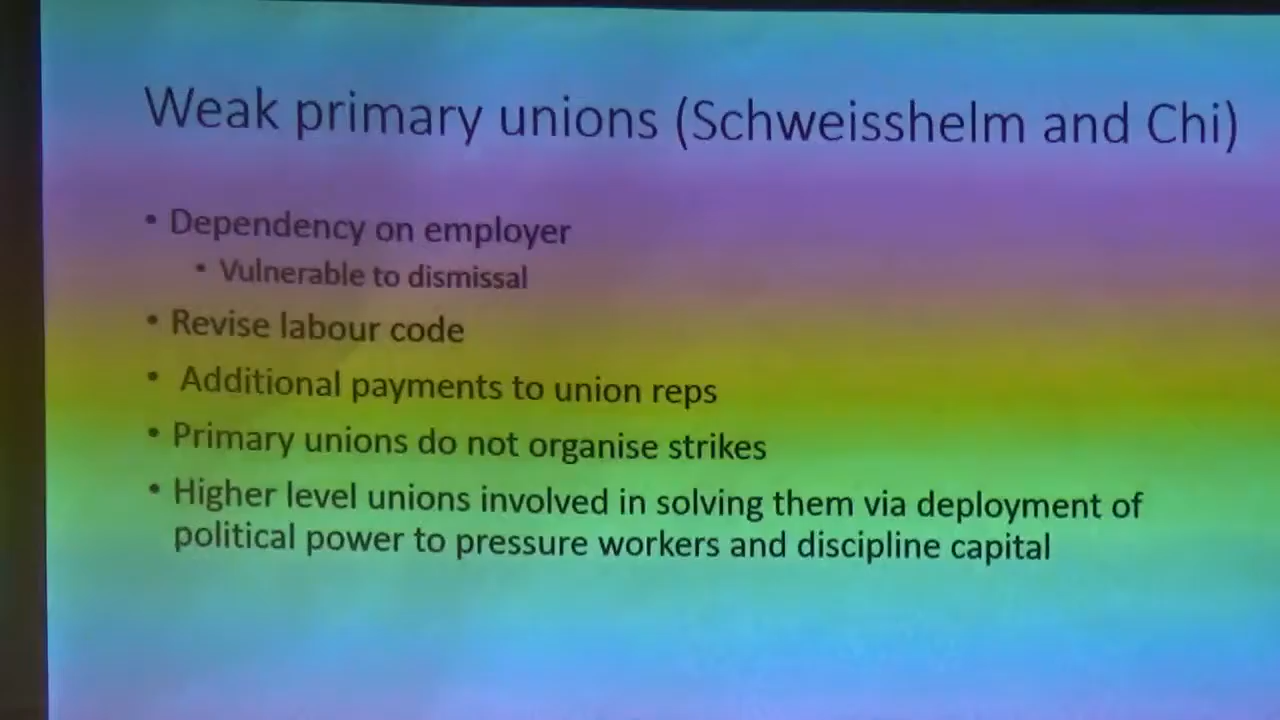 Weak primary unions (Schweisshelm and Chi)
• Dependency on employer
• Vulnerable to dismissal
• Revise labour code
• Additional payments to union reps
• Primary unions do not organise strikes
• Higher level unions involved in solving them via deployment of
political power to pressure workers and discipline capital